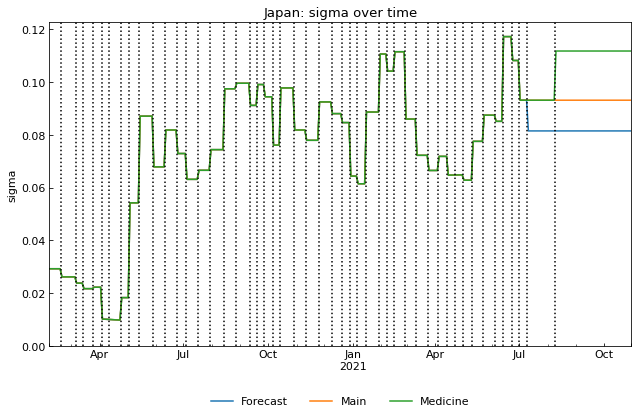 Japan: sigma over time
0.12
0.10
0.08
0.06
0.04
0.02
0.00
sigma
Apr Jul Oct Jan Apr Jul Oct
2021
Forecast Main Medicine